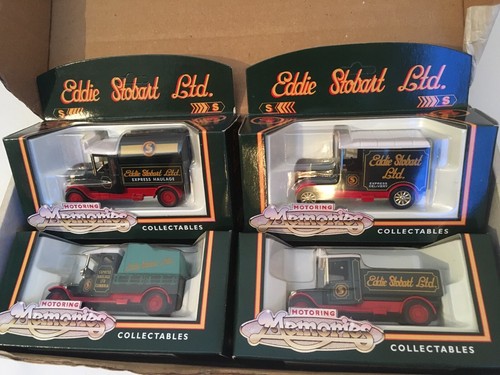 Eddie Stobart Ltd.
S S
Eddie Stobart Ltd.
S S
S
Eddie Stobart Ltd.
EXPRESS HAULAGE
MOTORING
Memories
COLLECTABLES
Eddie Stobart
Ltd.
S
EXPRESS
DELIVERY
MOTORING
Memories
COLLECTABLES
MOTORING
Memories
COLLECTABLES
Eddie Stobart Ltd.
S
MOTORING
Memories
COLLECTABLES